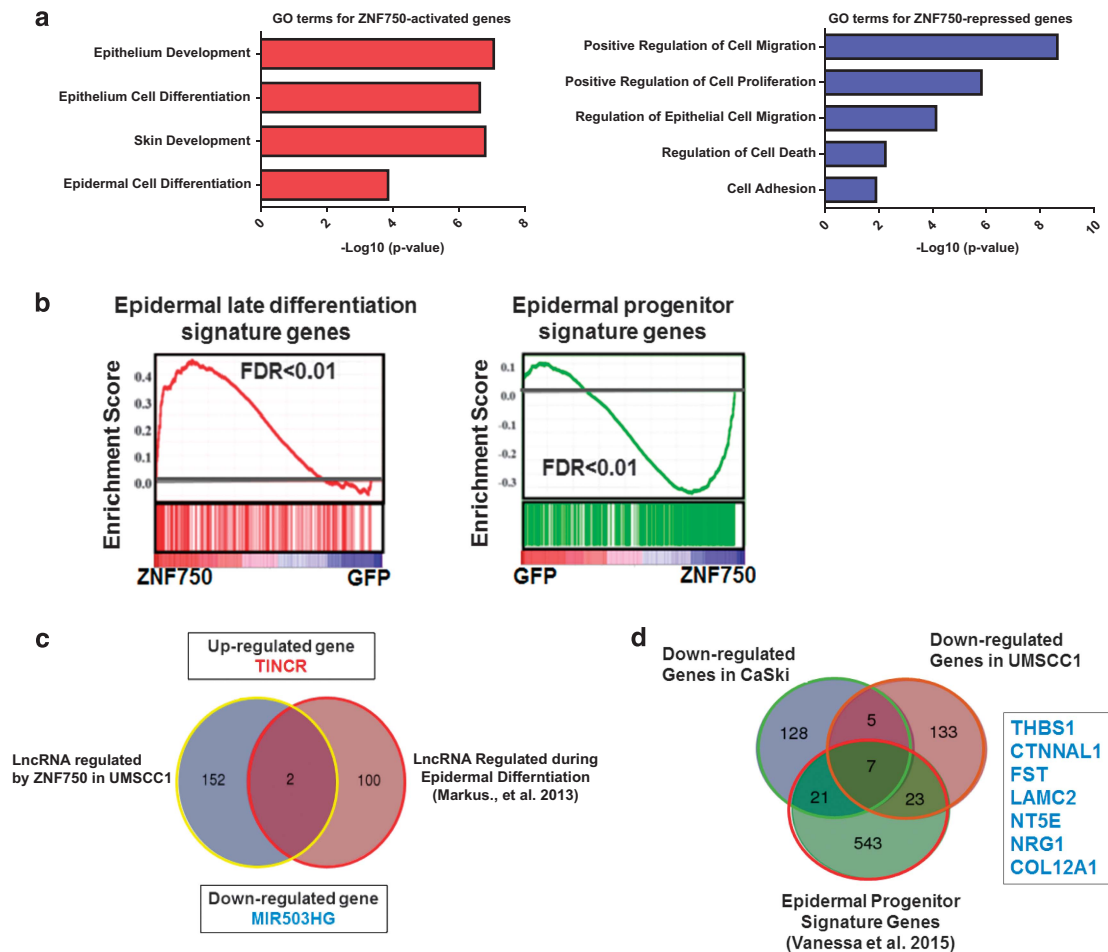 a
GO terms for ZNF750-activated genes
Epithelium Development
Epithelium Cell Differentiation
Skin Development
Epidermal Cell Differentiation
0 2 4 6 8
-Log10 (p-value)
GO terms for ZNF750-repressed genes
Positive Regulation of Cell Migration
Positive Regulation of Cell Proliferation
Regulation of Epithelial Cell Migration
Regulation of Cell Death
Cell Adhesion
0 2 4 6 8 10
-Log10 (p-value)
b
Epidermal late differentiation
signature genes
Enrichment Score
0.4
0.3
0.2
0.1
0.0
FDR<0.01
ZNF750 GFP
Epidermal progenitor
signature genes
Enrichment Score
0.1
0.0
-0.1
-0.2
-0.3
FDR<0.01
GFP ZNF750
c
Up-regulated gene
TINCR
LncRNA regulated
by ZNF750 in UMSCC1
152 2 100
LncRNA Regulated during
Epidermal Differntiation
(Markus., et al. 2013)
Down-regulated gene
MIR503HG
d
Down-regulated
Genes in CaSki
Down-regulated
Genes in UMSCC1
128 5 133
7
21 23
543
Epidermal Progenitor
Signature Genes
(Vanessa et al. 2015)
THBS1
CTNNAL1
FST
LAMC2
NT5E
NRG1
COL12A1